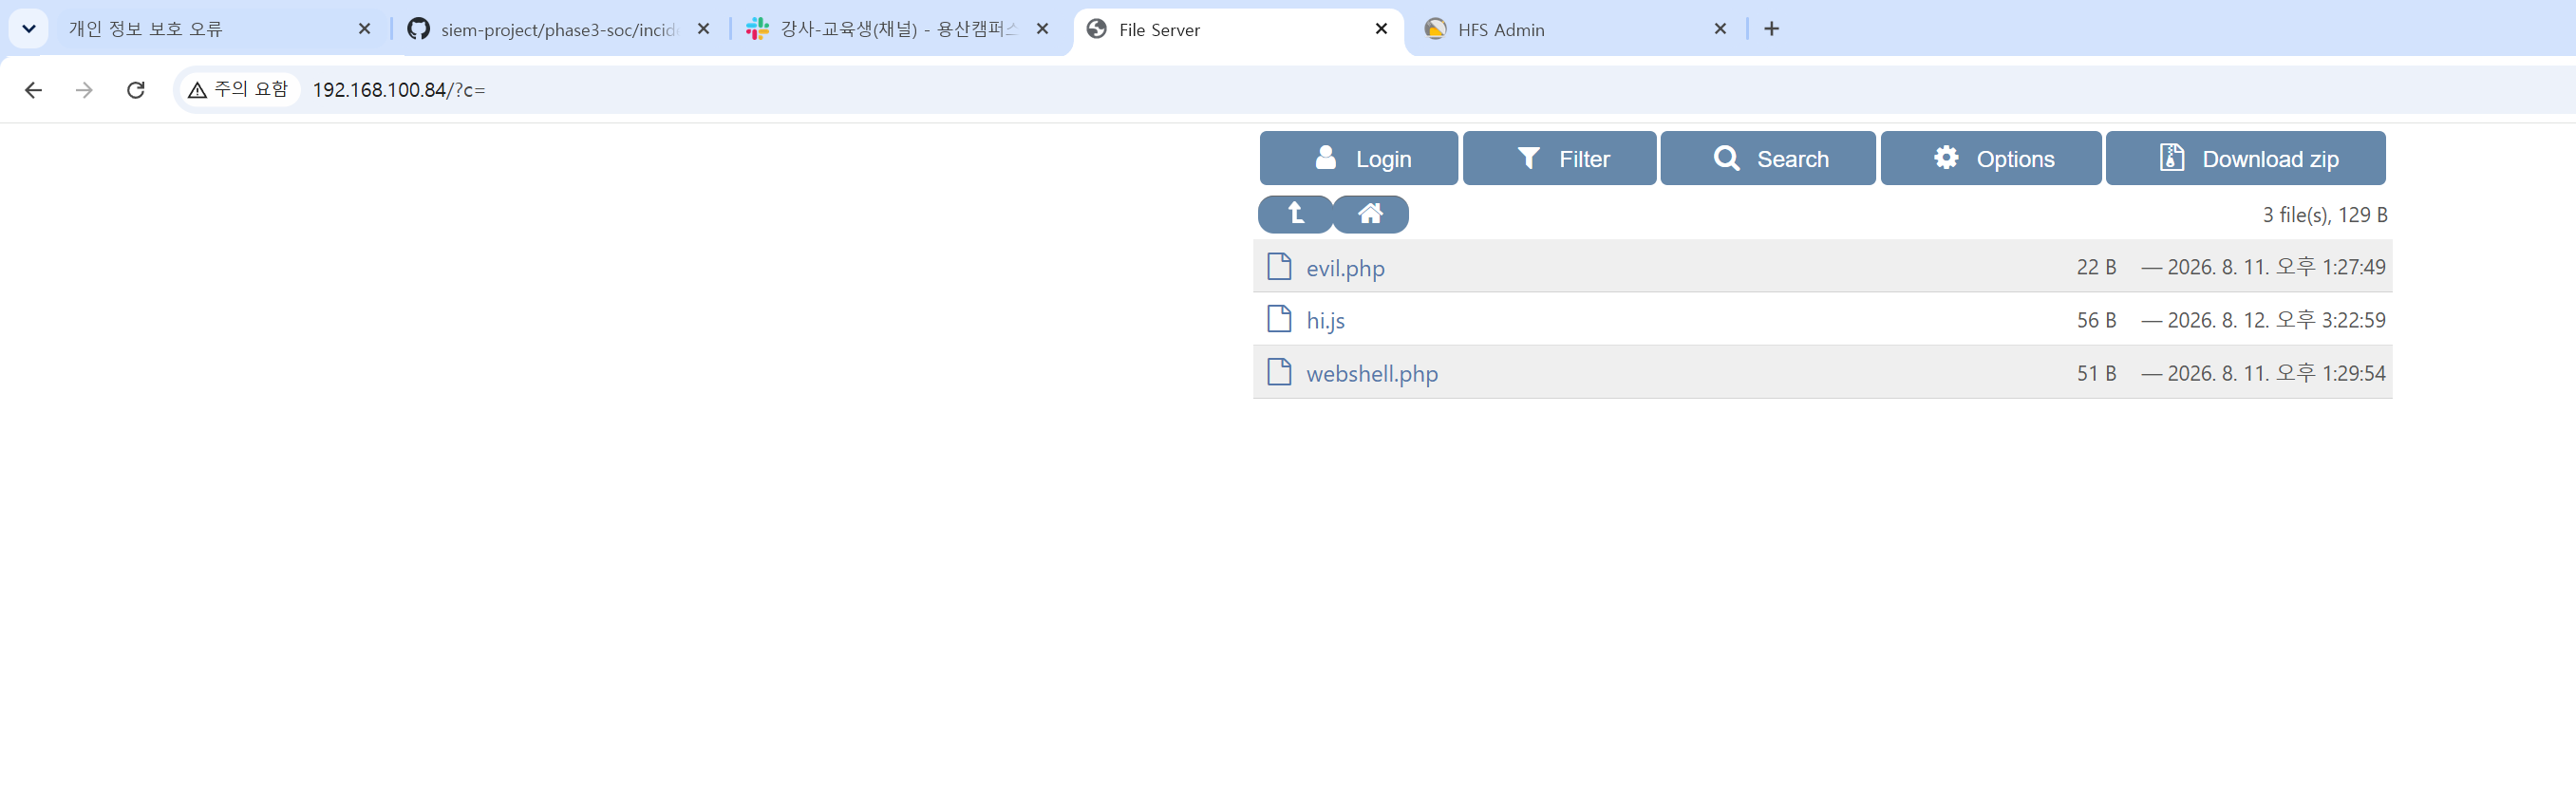 개인 정보 보호 오류
siem-project/phase3-soc/incid
강사-교육생(채널) - 용산캠퍼스
File Server
HFS Admin
주의 요함
192.168.100.84/?c=
Login
Filter
Search
Options
Download zip
3 file(s), 129 B
evil.php 22 B — 2026. 8. 11. 오후 1:27:49
hi.js 56 B — 2026. 8. 12. 오후 3:22:59
webshell.php 51 B — 2026. 8. 11. 오후 1:29:54